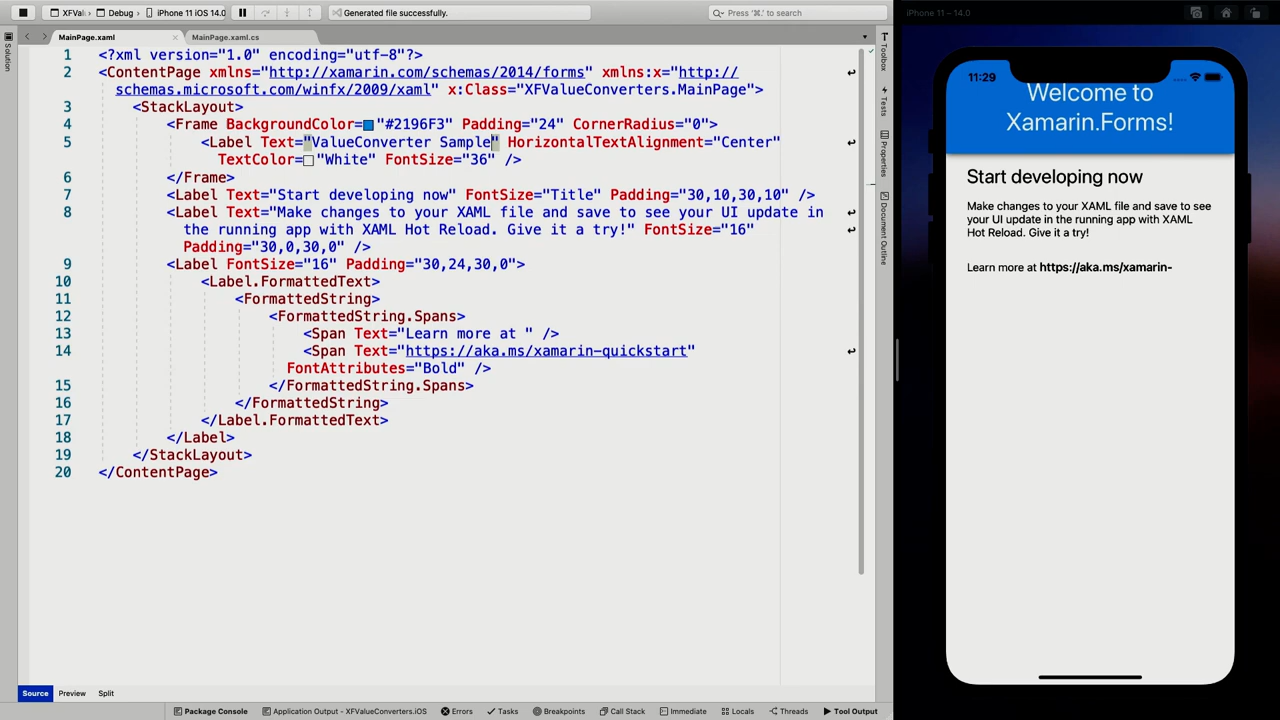 XFVal
Debug
iPhone 11 iOS 14.0
Generated file successfully.
Press '⌘.' to search
Solution
MainPage.xaml
MainPage.xaml.cs
1 <?xml version="1.0" encoding="utf-8"?>
2 <ContentPage xmlns="http://xamarin.com/schemas/2014/forms" xmlns:x="http://
schemas.microsoft.com/winfx/2009/xaml" x:Class="XFValueConverters.MainPage">
3 <StackLayout>
4 <Frame BackgroundColor="#2196F3" Padding="24" CornerRadius="0">
5 <Label Text="ValueConverter Sample" HorizontalTextAlignment="Center"
TextColor="White" FontSize="36" />
6 </Frame>
7 <Label Text="Start developing now" FontSize="Title" Padding="30,10,30,10" />
8 <Label Text="Make changes to your XAML file and save to see your UI update in
the running app with XAML Hot Reload. Give it a try!" FontSize="16"
Padding="30,0,30,0" />
9 <Label FontSize="16" Padding="30,24,30,0">
10 <Label.FormattedText>
11 <FormattedString>
12 <FormattedString.Spans>
13 <Span Text="Learn more at " />
14 <Span Text="https://aka.ms/xamarin-quickstart"
FontAttributes="Bold" />
15 </FormattedString.Spans>
16 </FormattedString>
17 </Label.FormattedText>
18 </Label>
19 </StackLayout>
20 </ContentPage>
Toolbox
Tests
Properties
Document Outline
Source
Preview
Split
Package Console
Application Output - XFValueConverters.iOS
Errors
Tasks
Breakpoints
Call Stack
Immediate
Locals
Threads
Tool Output
iPhone 11 – 14.0
11:29
Welcome to
Xamarin.Forms!
Start developing now
Make changes to your XAML file and save to see
your UI update in the running app with XAML
Hot Reload. Give it a try!
Learn more at https://aka.ms/xamarin-